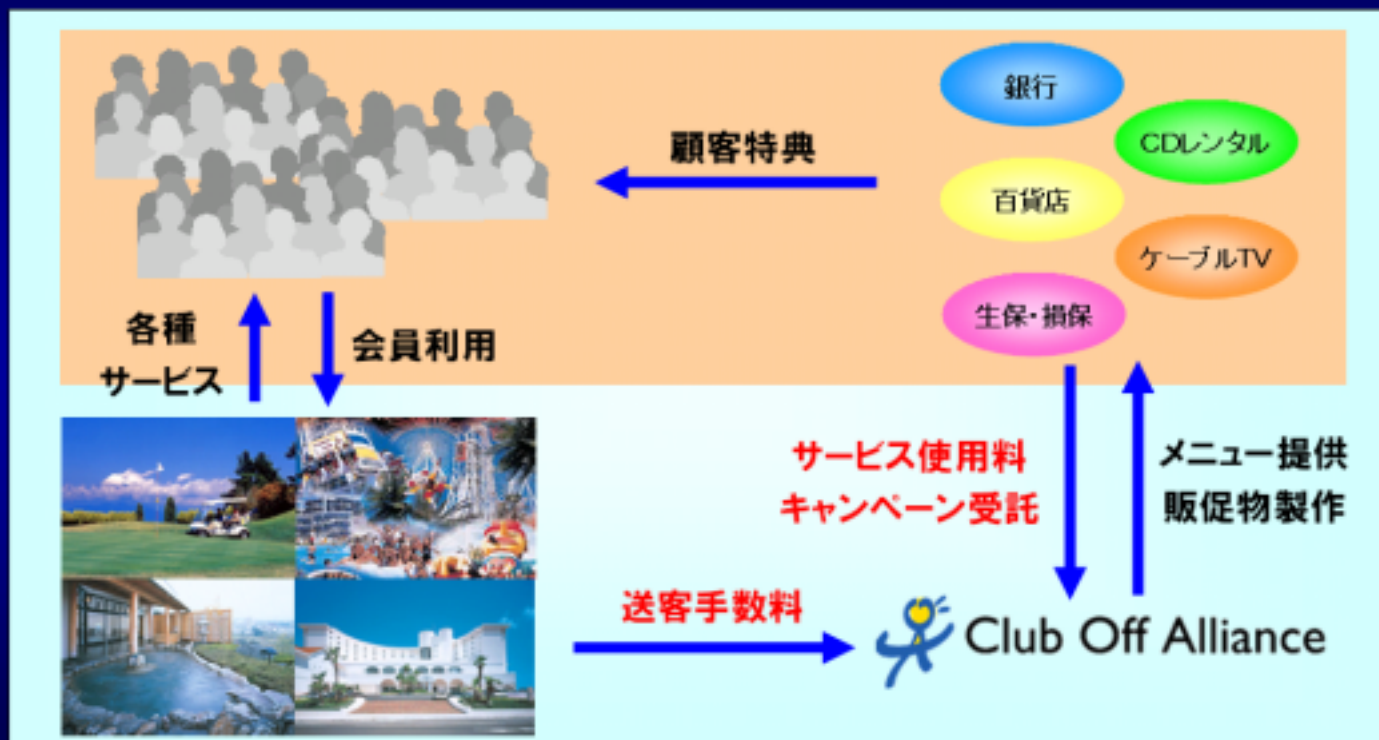 銀行
CDレンタル
顧客特典
百貨店
ケーブルTV
生保・損保
各種
サービス
会員利用
サービス使用料
キャンペーン受託
メニュー提供
販促物製作
送客手数料
Club Off Alliance